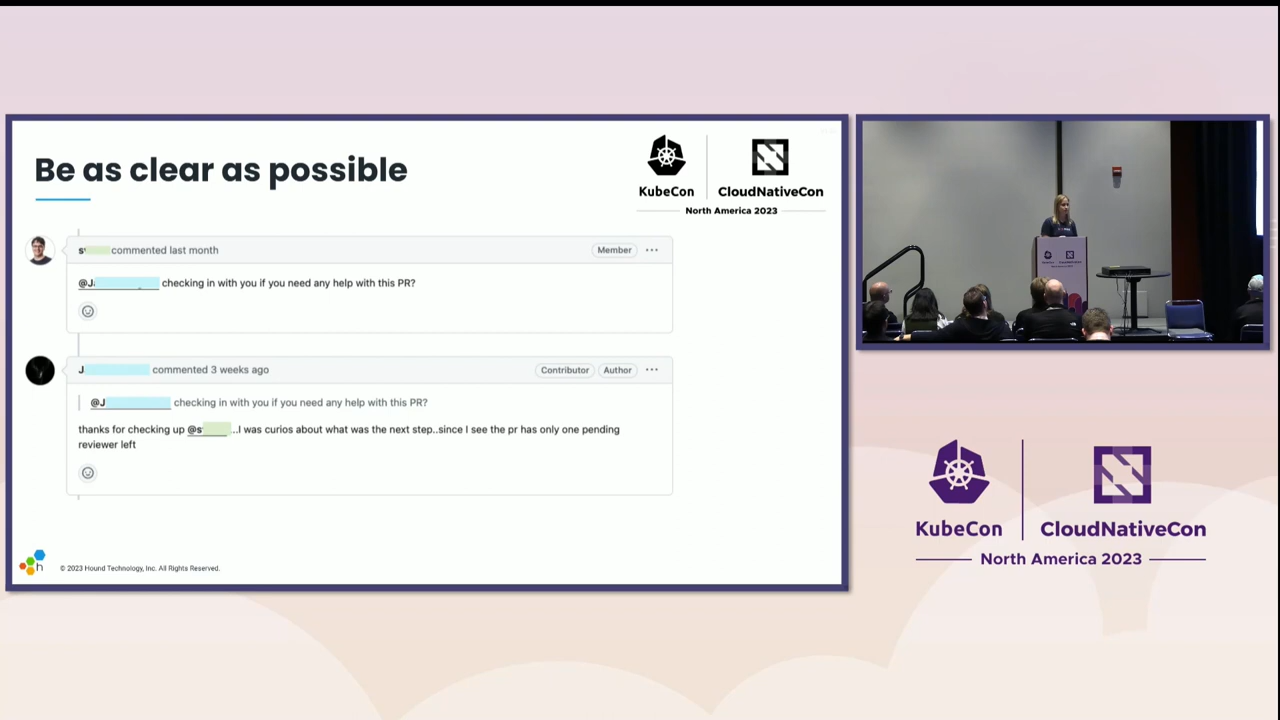 Be as clear as possible
KubeCon
CloudNativeCon
North America 2023
commented last month
Member
@J checking in with you if you need any help with this PR?
J commented 3 weeks ago
Contributor
Author
@J checking in with you if you need any help with this PR?
thanks for checking up @s ..I was curios about what was the next step..since I see the pr has only one pending
reviewer left
h
© 2023 Hound Technology, Inc. All Rights Reserved.
KubeCon
CloudNativeCon
North America 2023